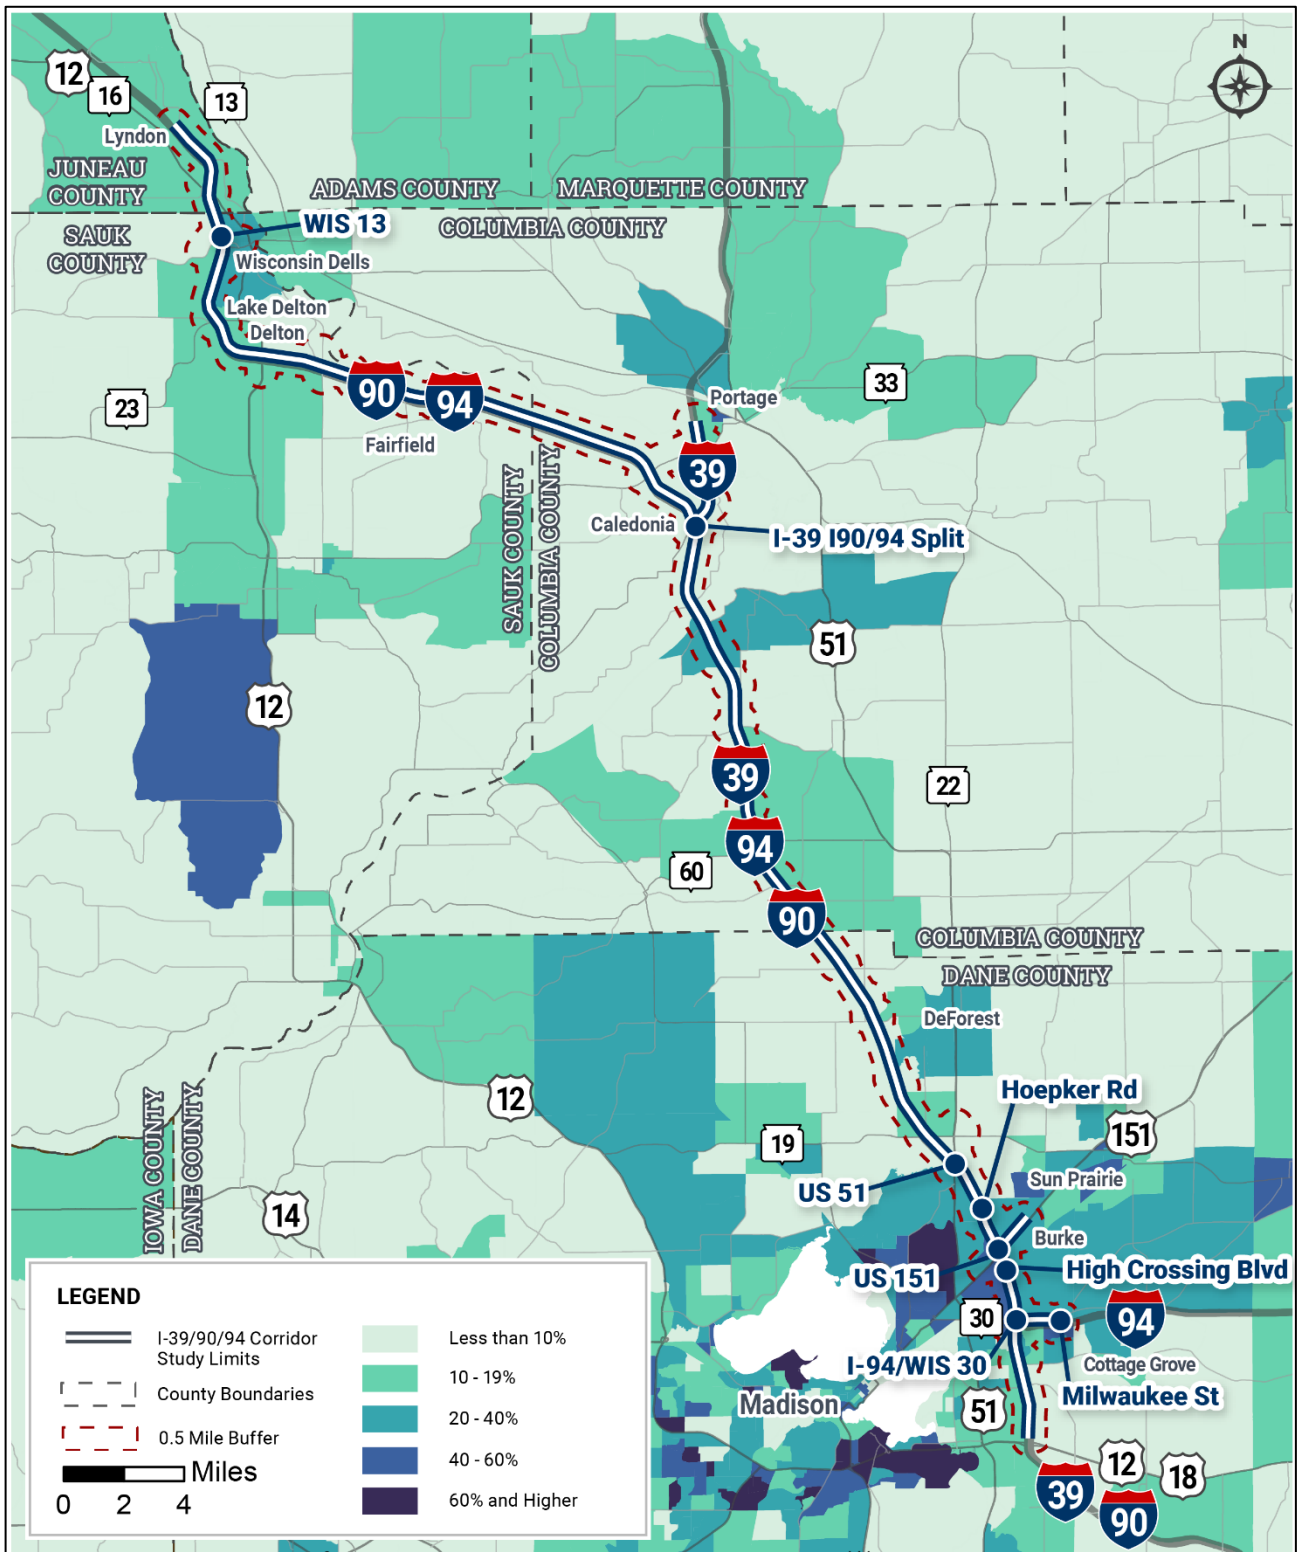 N
12
16
13
Lyndon
JUNEAU
COUNTY
ADAMS COUNTY
MARQUETTE COUNTY
WIS 13
COLUMBIA COUNTY
SAUK
COUNTY
Wisconsin Dells
Lake Delton
Delton
90
94
33
Portage
23
Fairfield
39
SAUK COUNTY
COLUMBIA COUNTY
Caledonia
I-39 I90/94 Split
51
12
39
22
94
60
90
COLUMBIA COUNTY
DANE COUNTY
DeForest
Hoepker Rd
12
151
19
IOWA COUNTY
DANE COUNTY
Sun Prairie
US 51
14
Burke
US 151
High Crossing Blvd
30
94
I-94/WIS 30
Cottage Grove
Madison
51
Milwaukee St
12
18
39
90
LEGEND
I-39/90/94 Corridor
Study Limits
County Boundaries
0.5 Mile Buffer
Miles
0 2 4
Less than 10%
10 - 19%
20 - 40%
40 - 60%
60% and Higher